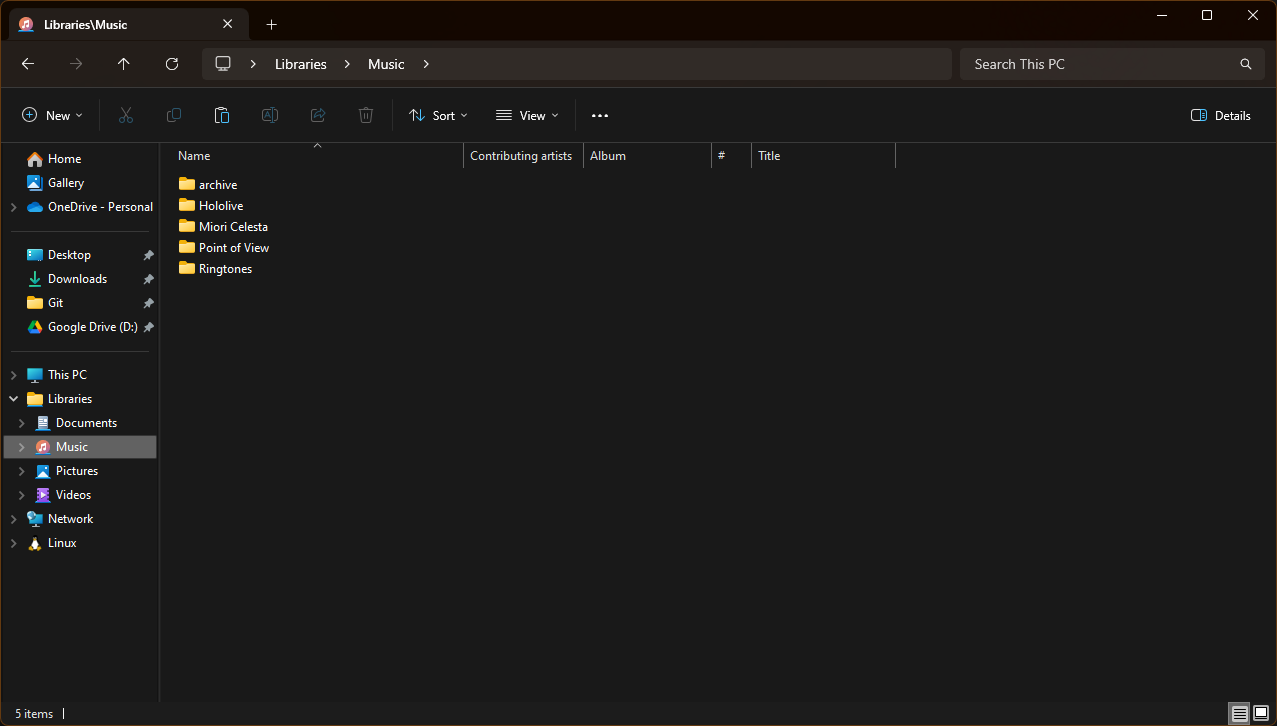 Libraries\Music
Libraries Music
Search This PC
New Sort View Details
Name Contributing artists Album # Title
Home
Gallery
OneDrive - Personal
Desktop
Downloads
Git
Google Drive (D:)
This PC
Libraries
Documents
Music
Pictures
Videos
Network
Linux
archive
Hololive
Miori Celesta
Point of View
Ringtones
5 items